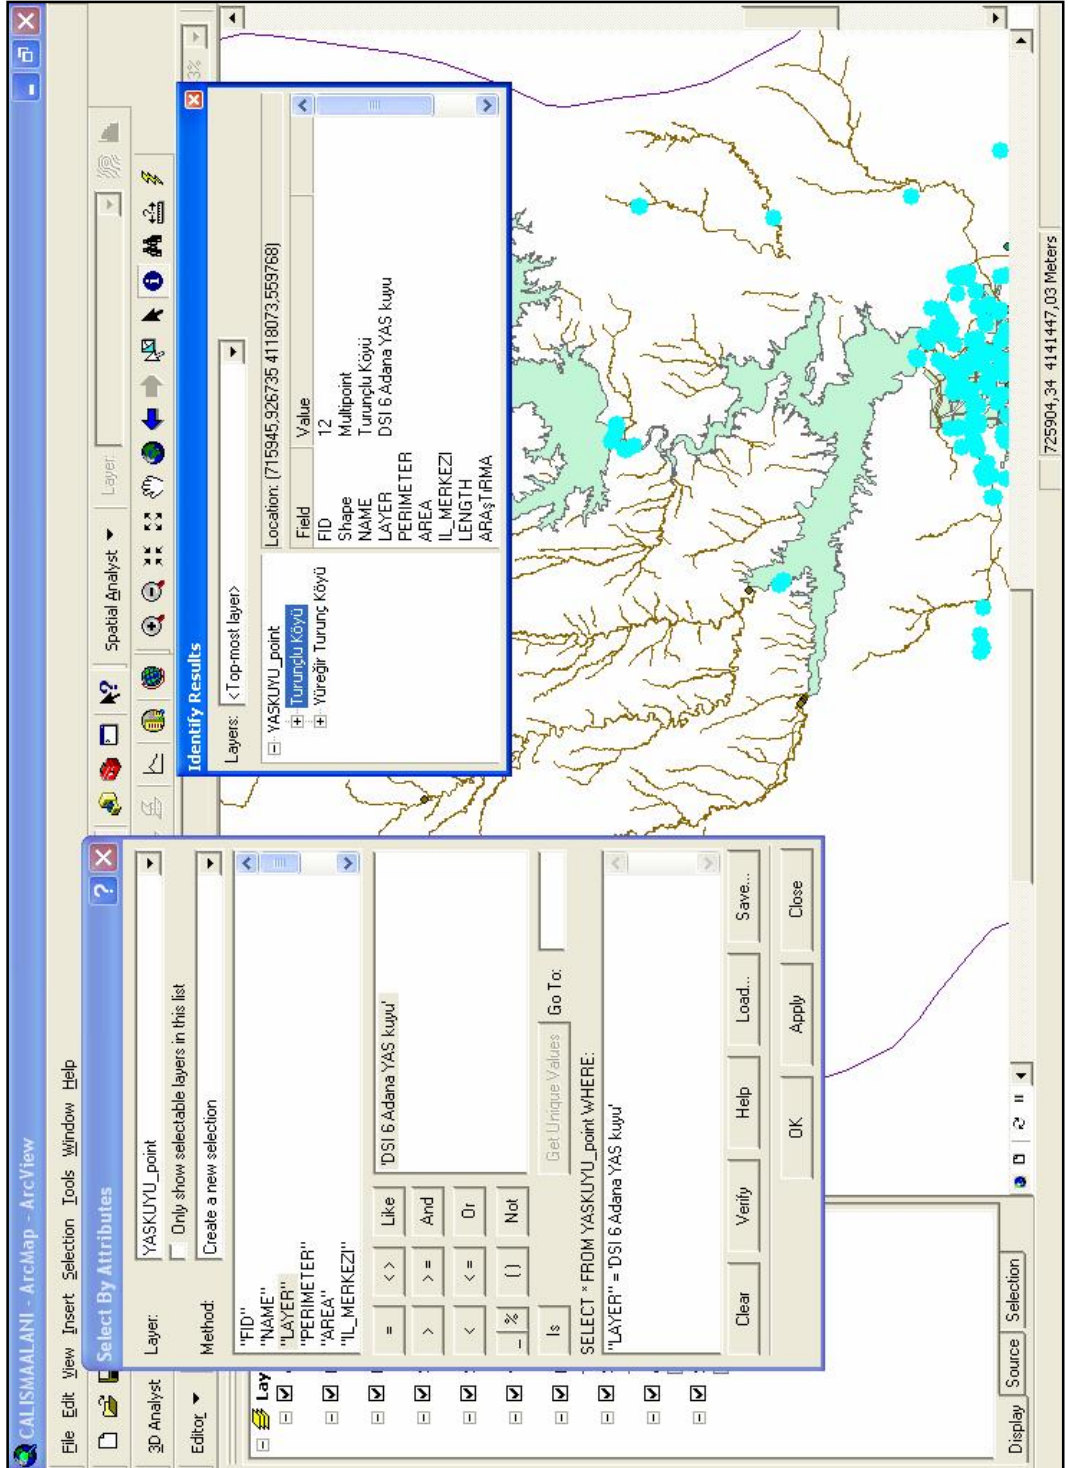 CALISMAALANI - ArcMap - ArcView
File Edit View Insert Selection Tools Window Help
Spatial Analyst
Layer:
3D Analyst
Editor
3%
Select By Attributes
Layer:
YASKUYU_point
Only show selectable layers in this list
Method:
Create a new selection
"FID"
"NAME"
"LAYER"
"PERIMETER"
"AREA"
"IL_MERKEZI"
= <> Like
> >= And
< <= Or
_ % () Not
Is
'DSI 6 Adana YAS kuyu'
Get Unique Values
Go To:
SELECT * FROM YASKUYU_point WHERE:
"LAYER" = 'DSI 6 Adana YAS kuyu'
Clear Verify Help Load... Save...
OK Apply Close
Identify Results
Layers:
<Top-most layer>
YASKUYU_point
Turunçlu Köyü
Yüreğir Turunç Köyü
Location: (715945,926735 4118073,559768)
Field Value
FID 12
Shape Multipoint
NAME Turunçlu Köyü
LAYER DSI 6 Adana YAS kuyu
PERIMETER
AREA
IL_MERKEZI
LENGTH
ARAşTıRMA
Lay
Display Source Selection
725904,34 4141447,03 Meters